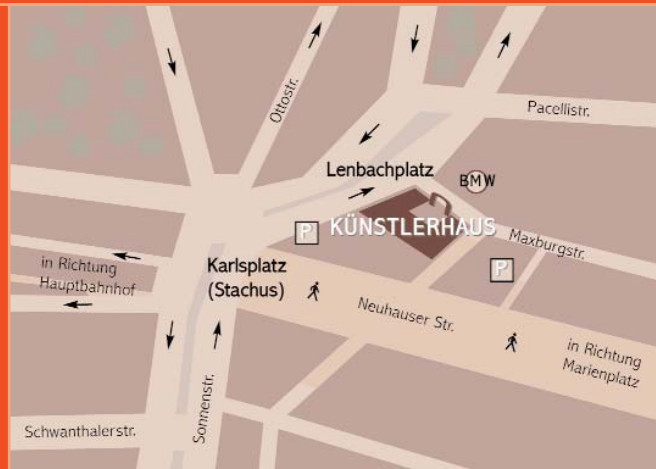 Ottostr.
Pacellistr.
Lenbachplatz
BMW
P
KÜNSTLERHAUS
Maxburgstr.
P
in Richtung
Hauptbahnhof
Karlsplatz
(Stachus)
Neuhauser Str.
in Richtung
Marienplatz
Sonnenstr.
Schwanthalerstr.